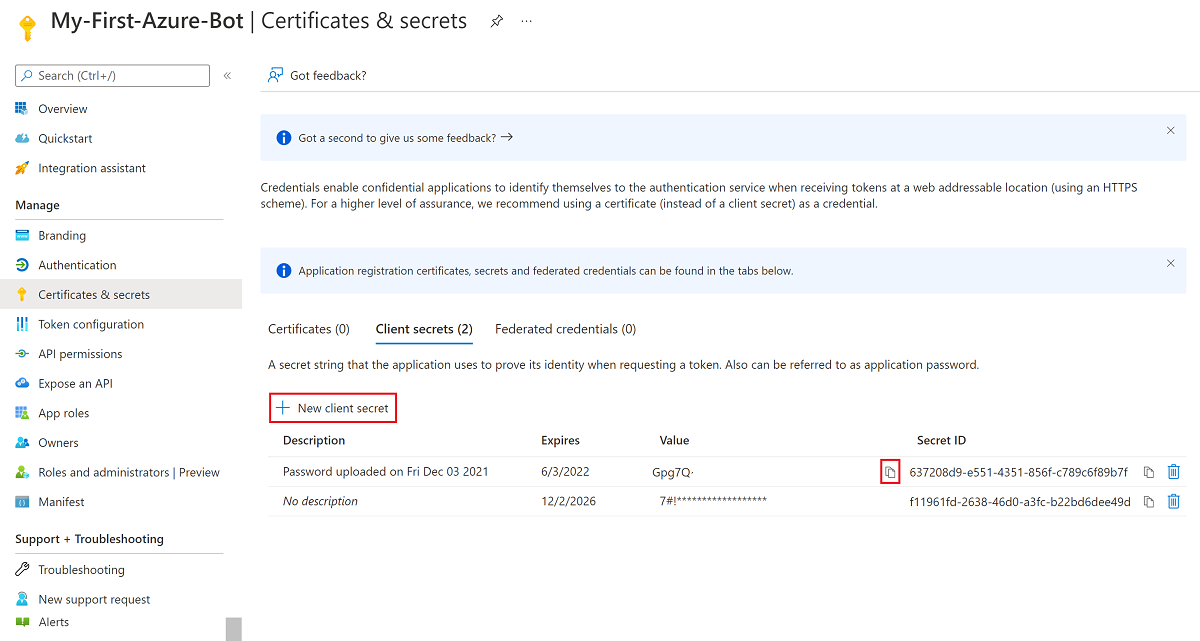 My-First-Azure-Bot | Certificates & secrets
Search (Ctrl+/)
Overview
Quickstart
Integration assistant
Manage
Branding
Authentication
Certificates & secrets
Token configuration
API permissions
Expose an API
App roles
Owners
Roles and administrators | Preview
Manifest
Support + Troubleshooting
Troubleshooting
New support request
Alerts
Got feedback?
Got a second to give us some feedback? →
Credentials enable confidential applications to identify themselves to the authentication service when receiving tokens at a web addressable location (using an HTTPS
scheme). For a higher level of assurance, we recommend using a certificate (instead of a client secret) as a credential.
Application registration certificates, secrets and federated credentials can be found in the tabs below.
Certificates (0) Client secrets (2) Federated credentials (0)
A secret string that the application uses to prove its identity when requesting a token. Also can be referred to as application password.
New client secret
Description Expires Value Secret ID
Password uploaded on Fri Dec 03 2021 6/3/2022 Gpg7Q· 637208d9-e551-4351-856f-c789c6f89b7f
No description 12/2/2026 7#!****************** f11961fd-2638-46d0-a3fc-b22bd6dee49d